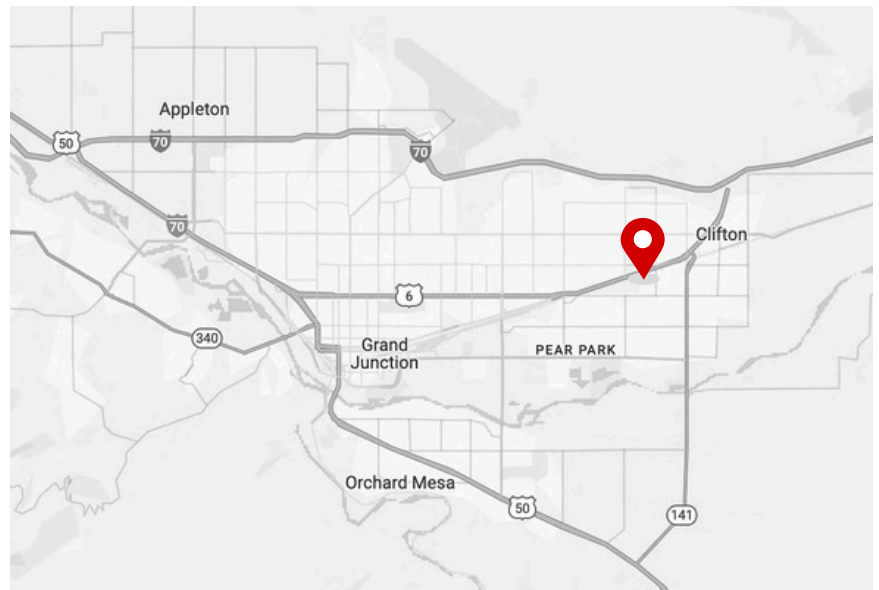 Appleton
50
70
70
70
Clifton
6
340
Grand
Junction
PEAR PARK
Orchard Mesa
50
141